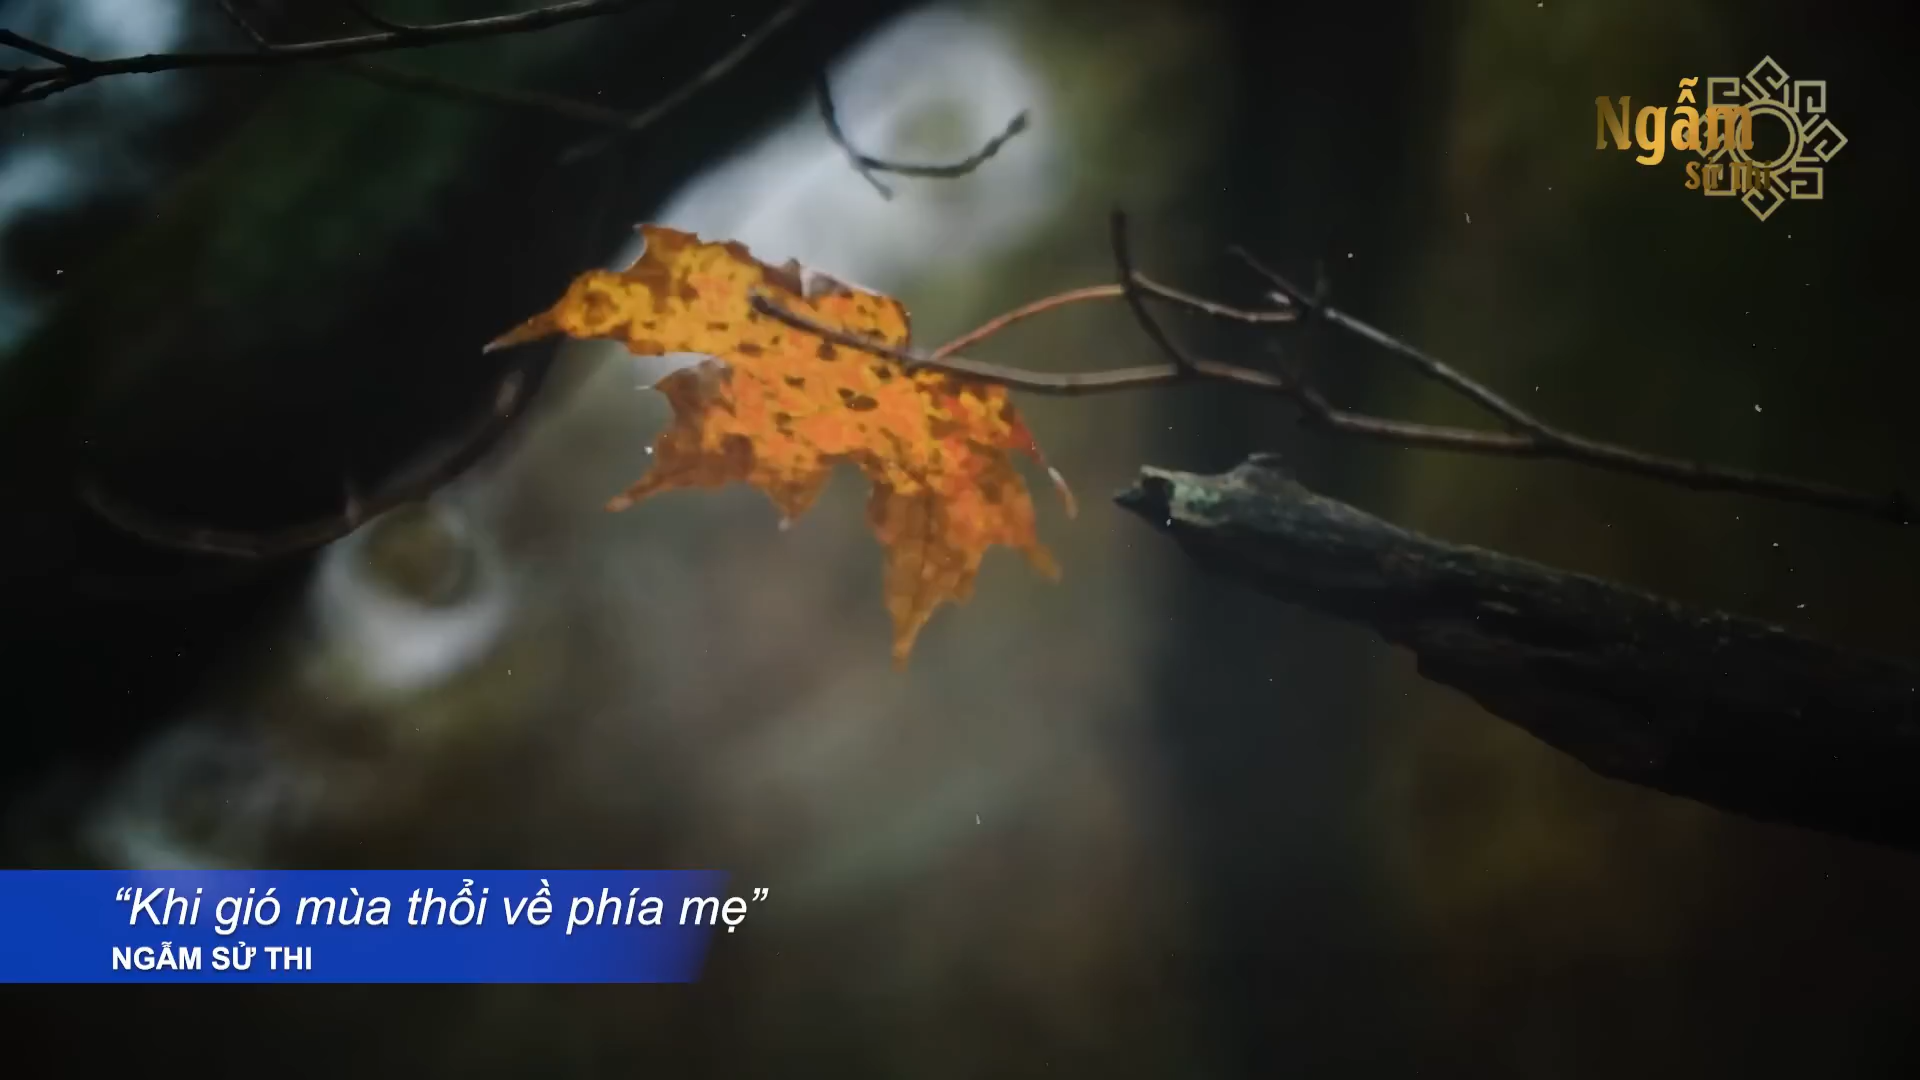 Ngẫm
Sử Thi
“Khi gió mùa thổi về phía mẹ”
NGẪM SỬ THI